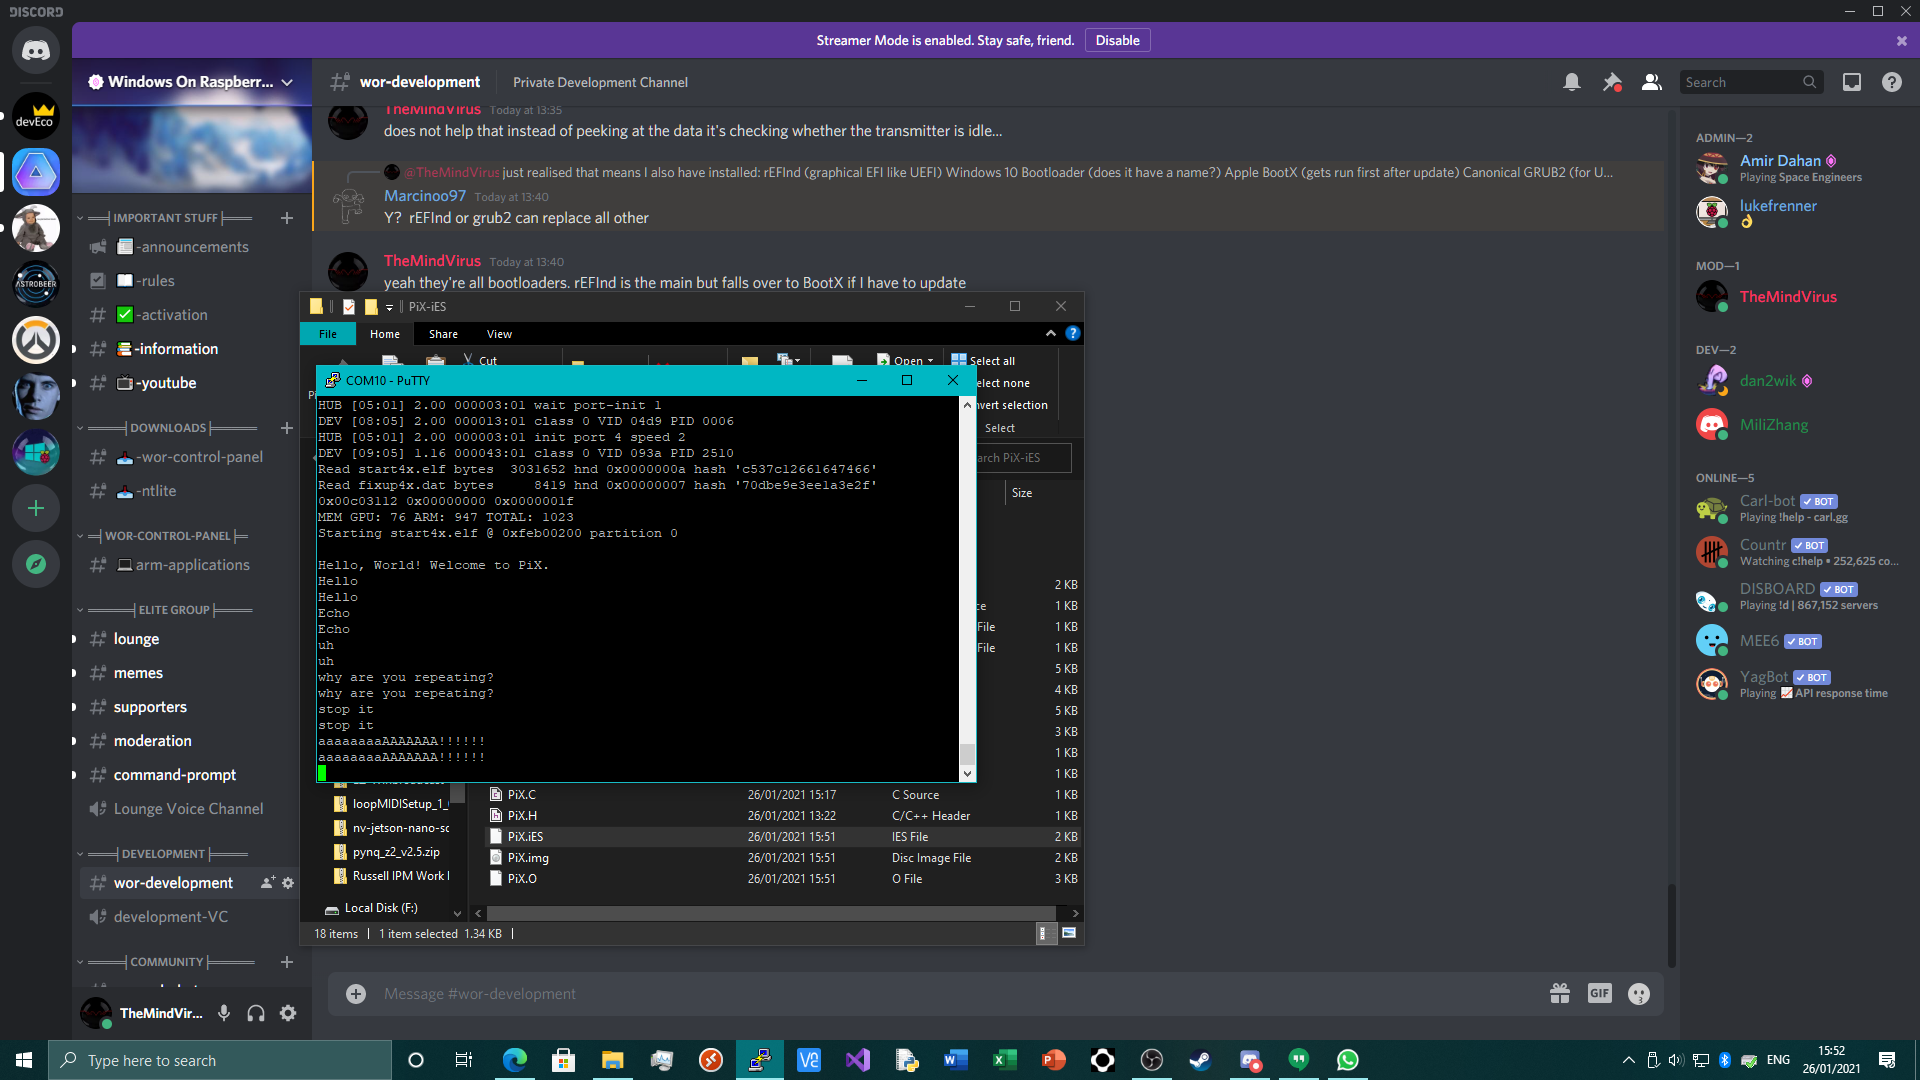 DISCORD
Streamer Mode is enabled. Stay safe, friend.
Disable
Windows On Raspberr...
wor-development
Private Development Channel
Search
devEco
ASTROBEER
IMPORTANT STUFF
-announcements
-rules
-activation
-information
-youtube
DOWNLOADS
-wor-control-panel
-ntlite
WOR-CONTROL-PANEL
arm-applications
ELITE GROUP
lounge
memes
supporters
moderation
command-prompt
Lounge Voice Channel
DEVELOPMENT
wor-development
development-VC
COMMUNITY
TheMindVir...
TheMindVirus Today at 13:35
does not help that instead of peeking at the data it's checking whether the transmitter is idle...
@TheMindVirus just realised that means I also have installed: rEFInd (graphical EFI like UEFI) Windows 10 Bootloader (does it have a name?) Apple BootX (gets run first after update) Canonical GRUB2 (for U...
Marcinoo97 Today at 13:40
Y? rEFInd or grub2 can replace all other
TheMindVirus Today at 13:40
yeah they're all bootloaders. rEFInd is the main but falls over to BootX if I have to update
PiX-iES
File Home Share View
Cut
Open
Select all
elect none
nvert selection
Select
arch PiX-iES
Size
COM10 - PuTTY
HUB [05:01] 2.00 000003:01 wait port-init 1
DEV [08:05] 2.00 000013:01 class 0 VID 04d9 PID 0006
HUB [05:01] 2.00 000003:01 init port 4 speed 2
DEV [09:05] 1.16 000043:01 class 0 VID 093a PID 2510
Read start4x.elf bytes  3031652 hnd 0x0000000a hash 'c537c12661647466'
Read fixup4x.dat bytes     8419 hnd 0x00000007 hash '70dbe9e3ee1a3e2f'
0x00c03112 0x00000000 0x0000001f
MEM GPU: 76 ARM: 947 TOTAL: 1023
Starting start4x.elf @ 0xfeb00200 partition 0
Hello, World! Welcome to PiX.
Hello
Hello
Echo
Echo
uh
uh
why are you repeating?
why are you repeating?
stop it
stop it
aaaaaaaaAAAAAAA!!!!!!
aaaaaaaaAAAAAAA!!!!!!
2 KB
ce 1 KB
File 1 KB
File 1 KB
5 KB
4 KB
5 KB
3 KB
1 KB
1 KB
loopMIDISetup_1_
nv-jetson-nano-sc
pynq_z2_v2.5.zip
Russell IPM Work
Local Disk (F:)
PiX.C 26/01/2021 15:17 C Source 1 KB
PiX.H 26/01/2021 13:22 C/C++ Header 1 KB
PiX.iES 26/01/2021 15:51 IES File 2 KB
PiX.img 26/01/2021 15:51 Disc Image File 2 KB
PiX.O 26/01/2021 15:51 O File 3 KB
18 items 1 item selected 1.34 KB
Message #wor-development
GIF
ADMIN—2
Amir Dahan
Playing Space Engineers
lukefrenner
MOD—1
TheMindVirus
DEV—2
dan2wik
MiliZhang
ONLINE—5
Carl-bot BOT
Playing !help - carl.gg
Countr BOT
Watching c!help • 252,625 co...
DISBOARD BOT
Playing !d | 867,152 servers
MEE6 BOT
YagBot BOT
Playing API response time
Type here to search
ENG
15:52
26/01/2021